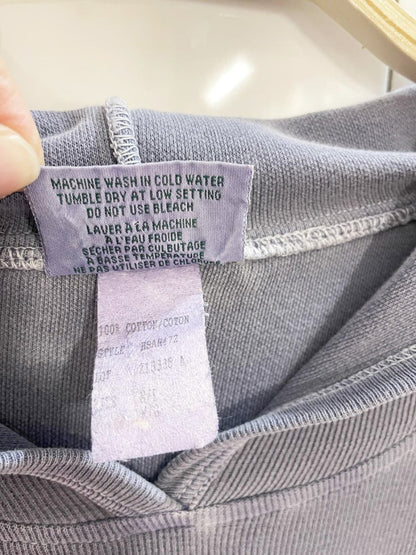 MACHINE WASH IN COLD WATER
TUMBLE DRY AT LOW SETTING
DO NOT USE BLEACH
LAVER À LA MACHINE
À L'EAU FROIDE
SÉCHER PAR CULBUTAGE
À BASSE TEMPÉRATURE
NE PAS UTILISER DE CHLORE
100% COTTON/COTON
STYLE